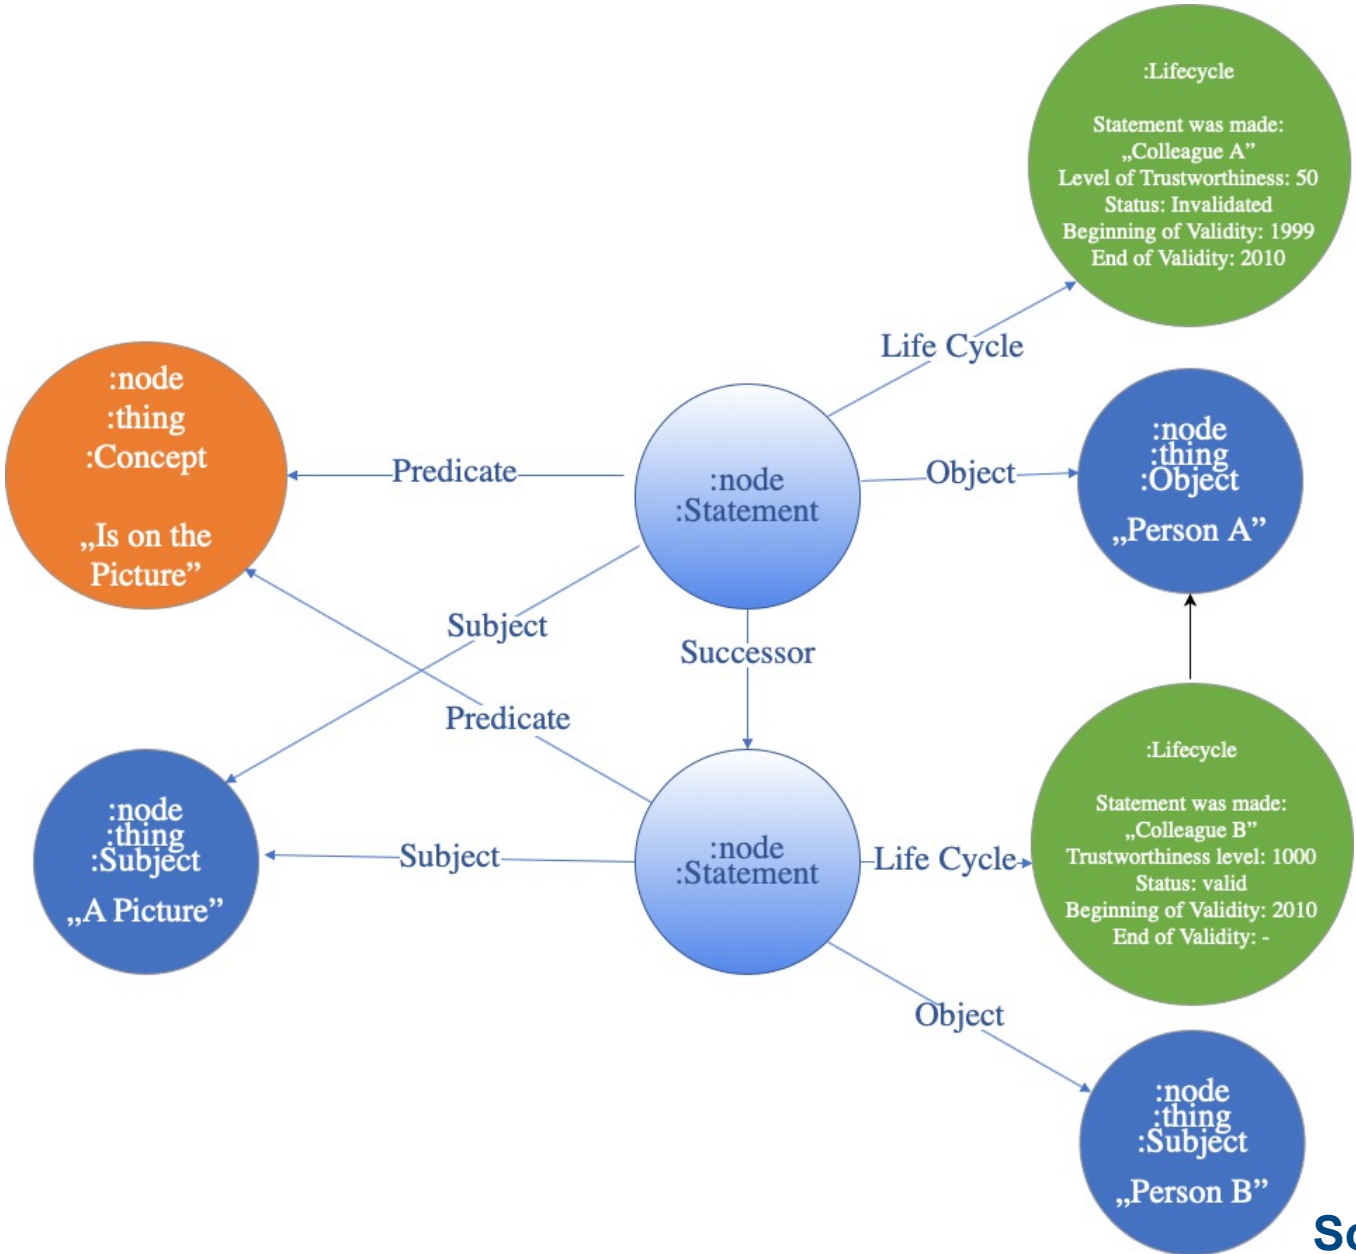 :Lifecycle
Statement was made:
„Colleague A”
Level of Trustworthiness: 50
Status: Invalidated
Beginning of Validity: 1999
End of Validity: 2010
Life Cycle
:node
:thing
:Concept
„Is on the
Picture”
Predicate
:node
:Statement
Object
:node
:thing
:Object
„Person A”
Subject
Successor
Predicate
:node
:thing
:Subject
„A Picture”
Subject
:node
:Statement
Life Cycle
:Lifecycle
Statement was made:
„Colleague B”
Trustworthiness level: 1000
Status: valid
Beginning of Validity: 2010
End of Validity: -
Object
:node
:thing
:Subject
„Person B”